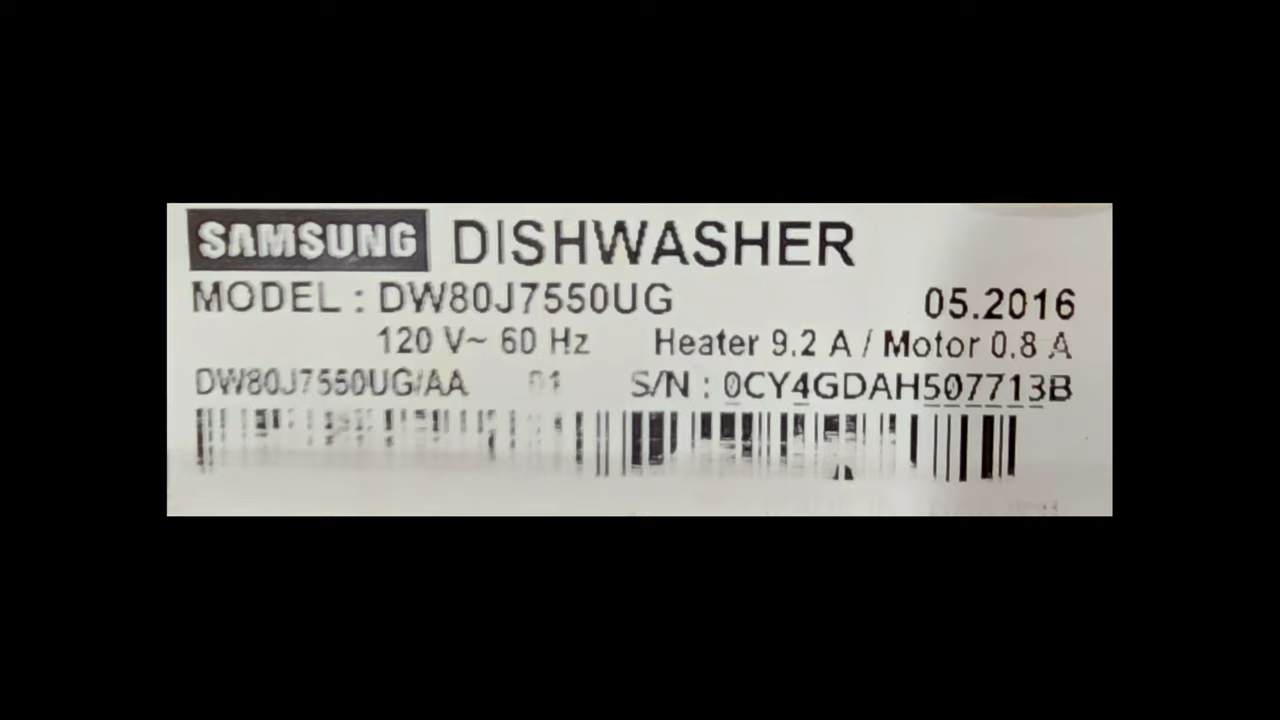 SAMSUNG DISHWASHER
MODEL : DW80J7550UG 05.2016
120 V~ 60 Hz Heater 9.2 A / Motor 0.8 A
DW80J7550UG/AA 01 S/N : 0CY4GDAH507713B